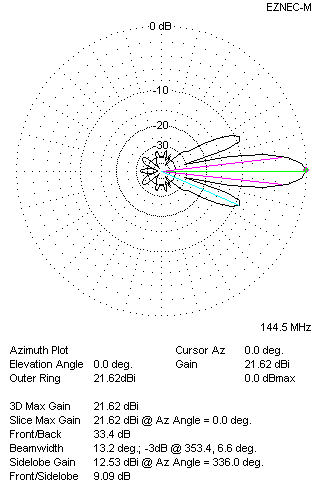 EZNEC-M
0 dB
-10
-20
-30
144.5 MHz
Azimuth Plot Cursor Az 0.0 deg.
Elevation Angle 0.0 deg. Gain 21.62 dBi
Outer Ring 21.62dBi 0.0 dBmax
3D Max Gain 21.62 dBi
Slice Max Gain 21.62 dBi @ Az Angle = 0.0 deg.
Front/Back 33.4 dB
Beamwidth 13.2 deg.; -3dB @ 353.4, 6.6 deg.
Sidelobe Gain 12.53 dBi @ Az Angle = 336.0 deg.
Front/Sidelobe 9.09 dB